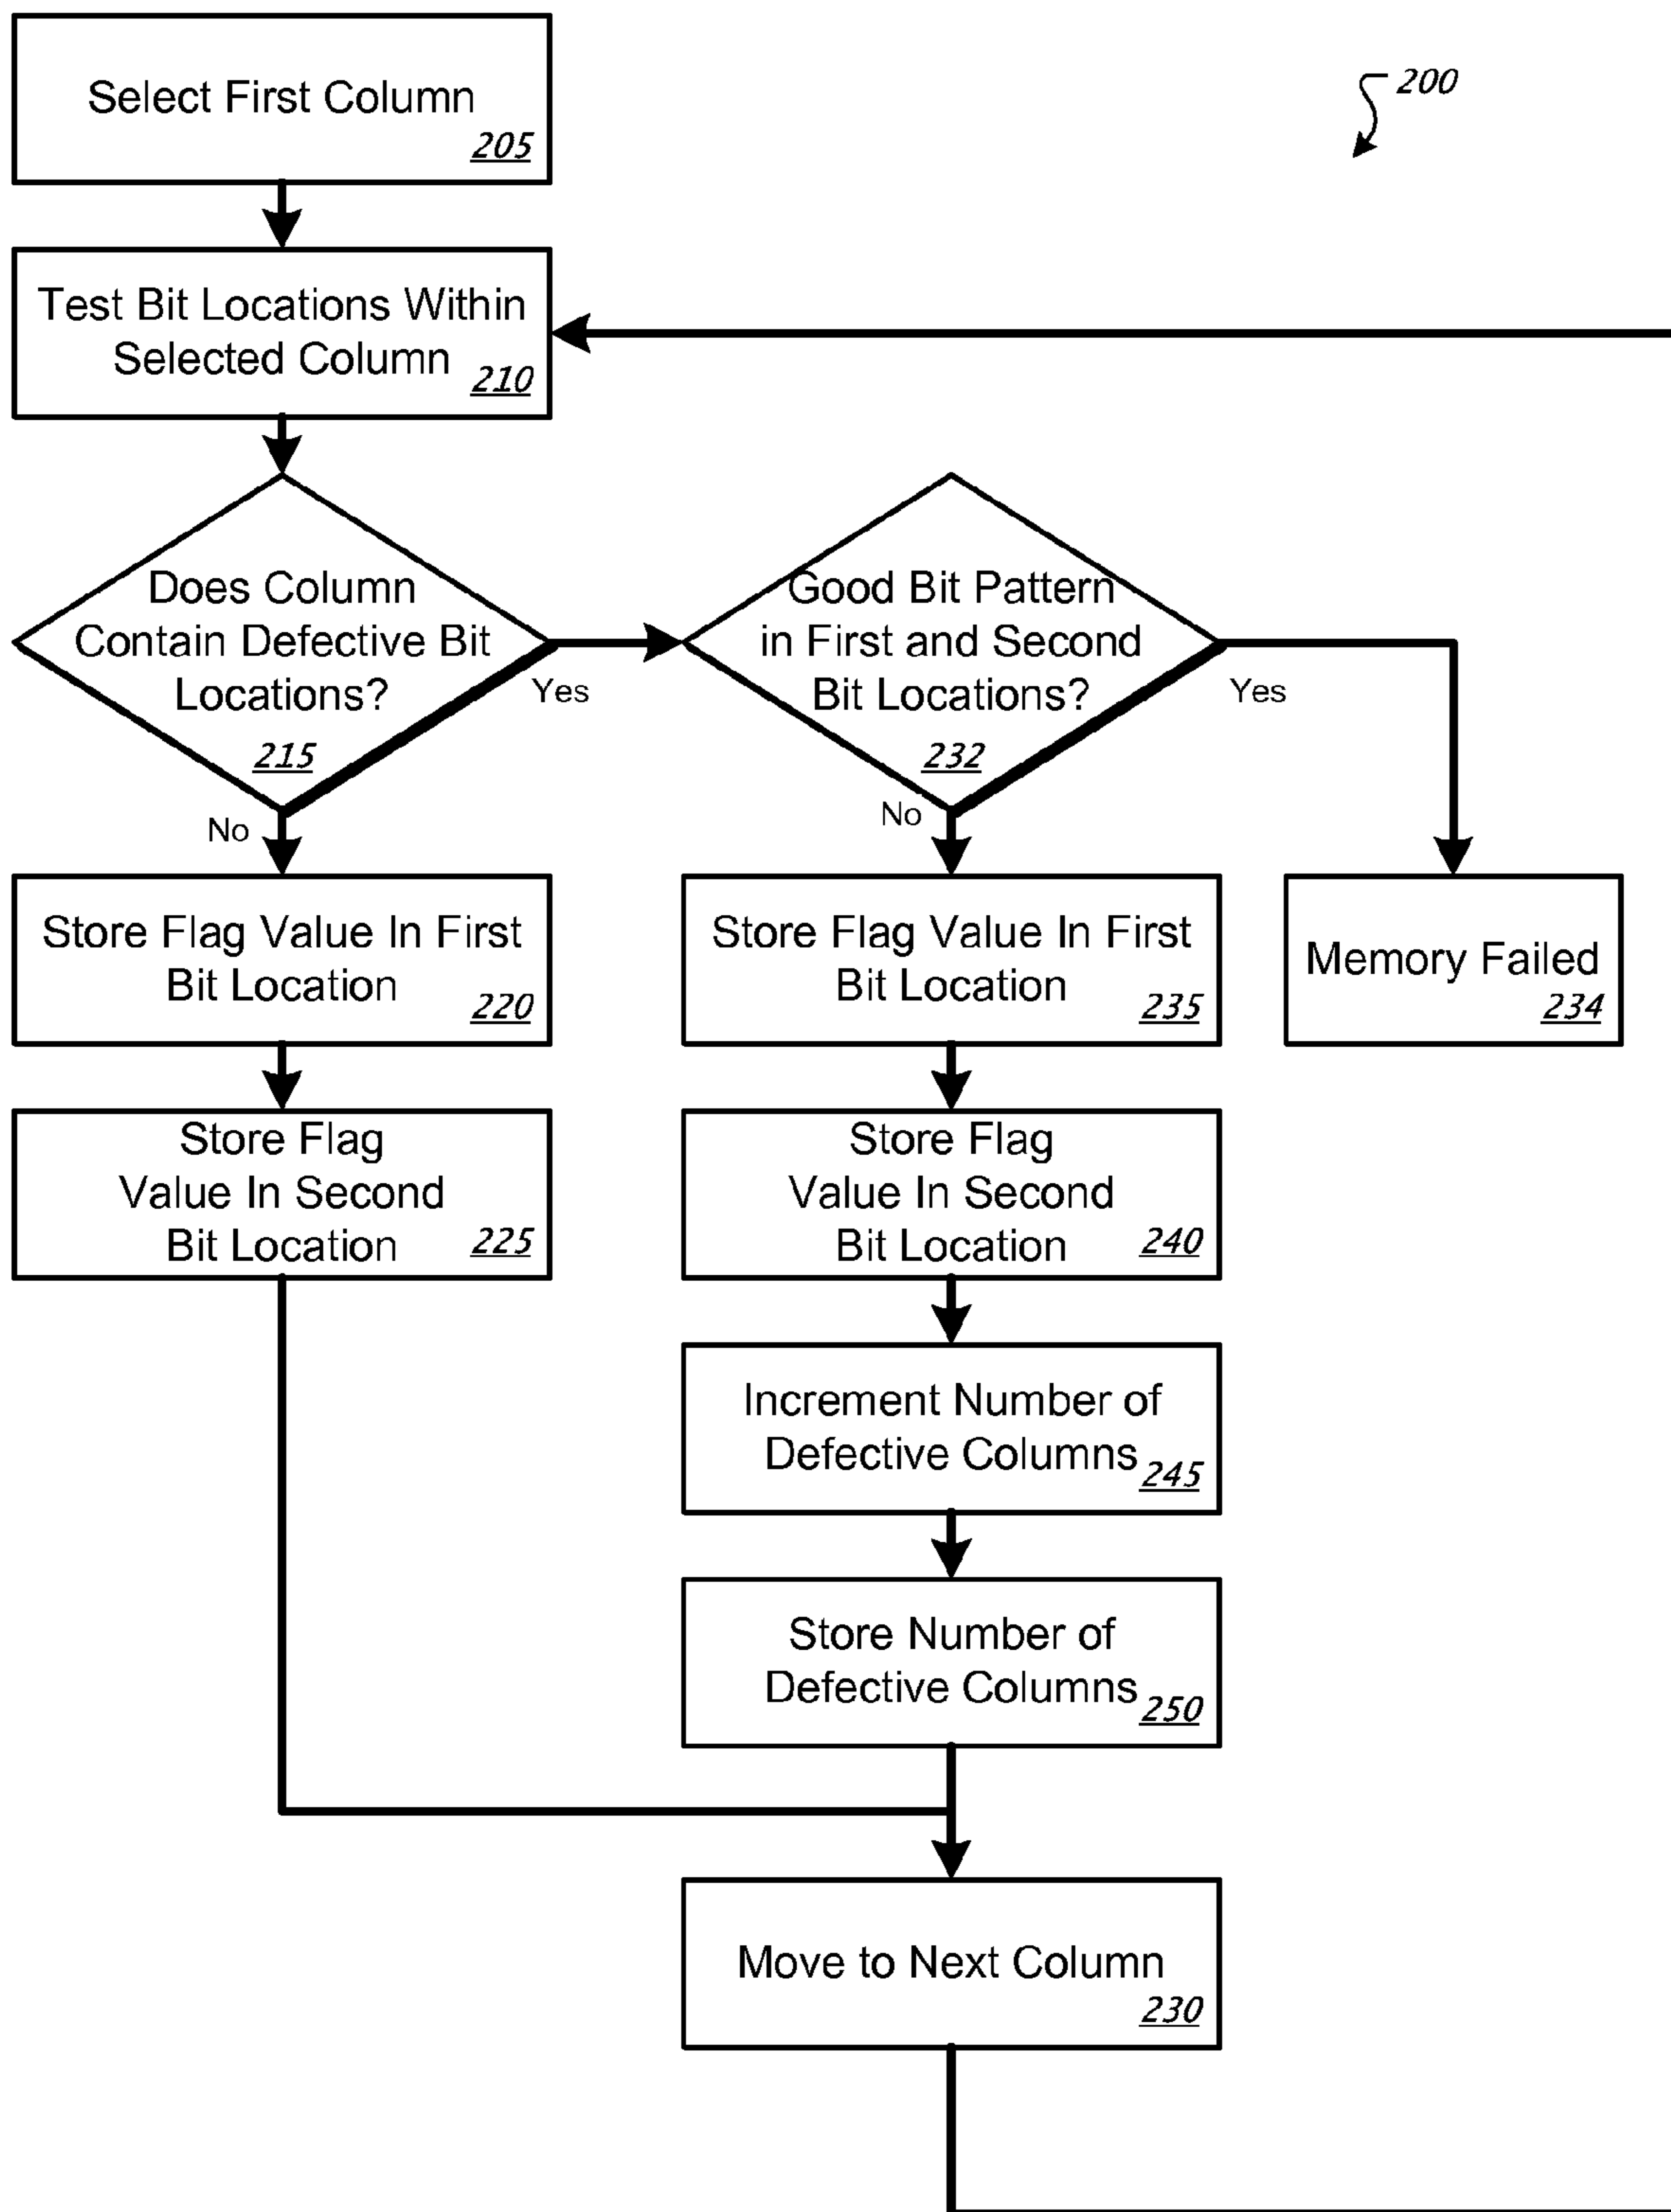 Select First Column
205
200
Test Bit Locations Within
Selected Column
210
Does Column
Contain Defective Bit
Locations?
215
Yes
No
Good Bit Pattern
in First and Second
Bit Locations?
232
Yes
No
Store Flag Value In First
Bit Location
220
Store Flag Value In First
Bit Location
235
Memory Failed
234
Store Flag
Value In Second
Bit Location
225
Store Flag
Value In Second
Bit Location
240
Increment Number of
Defective Columns
245
Store Number of
Defective Columns
250
Move to Next Column
230